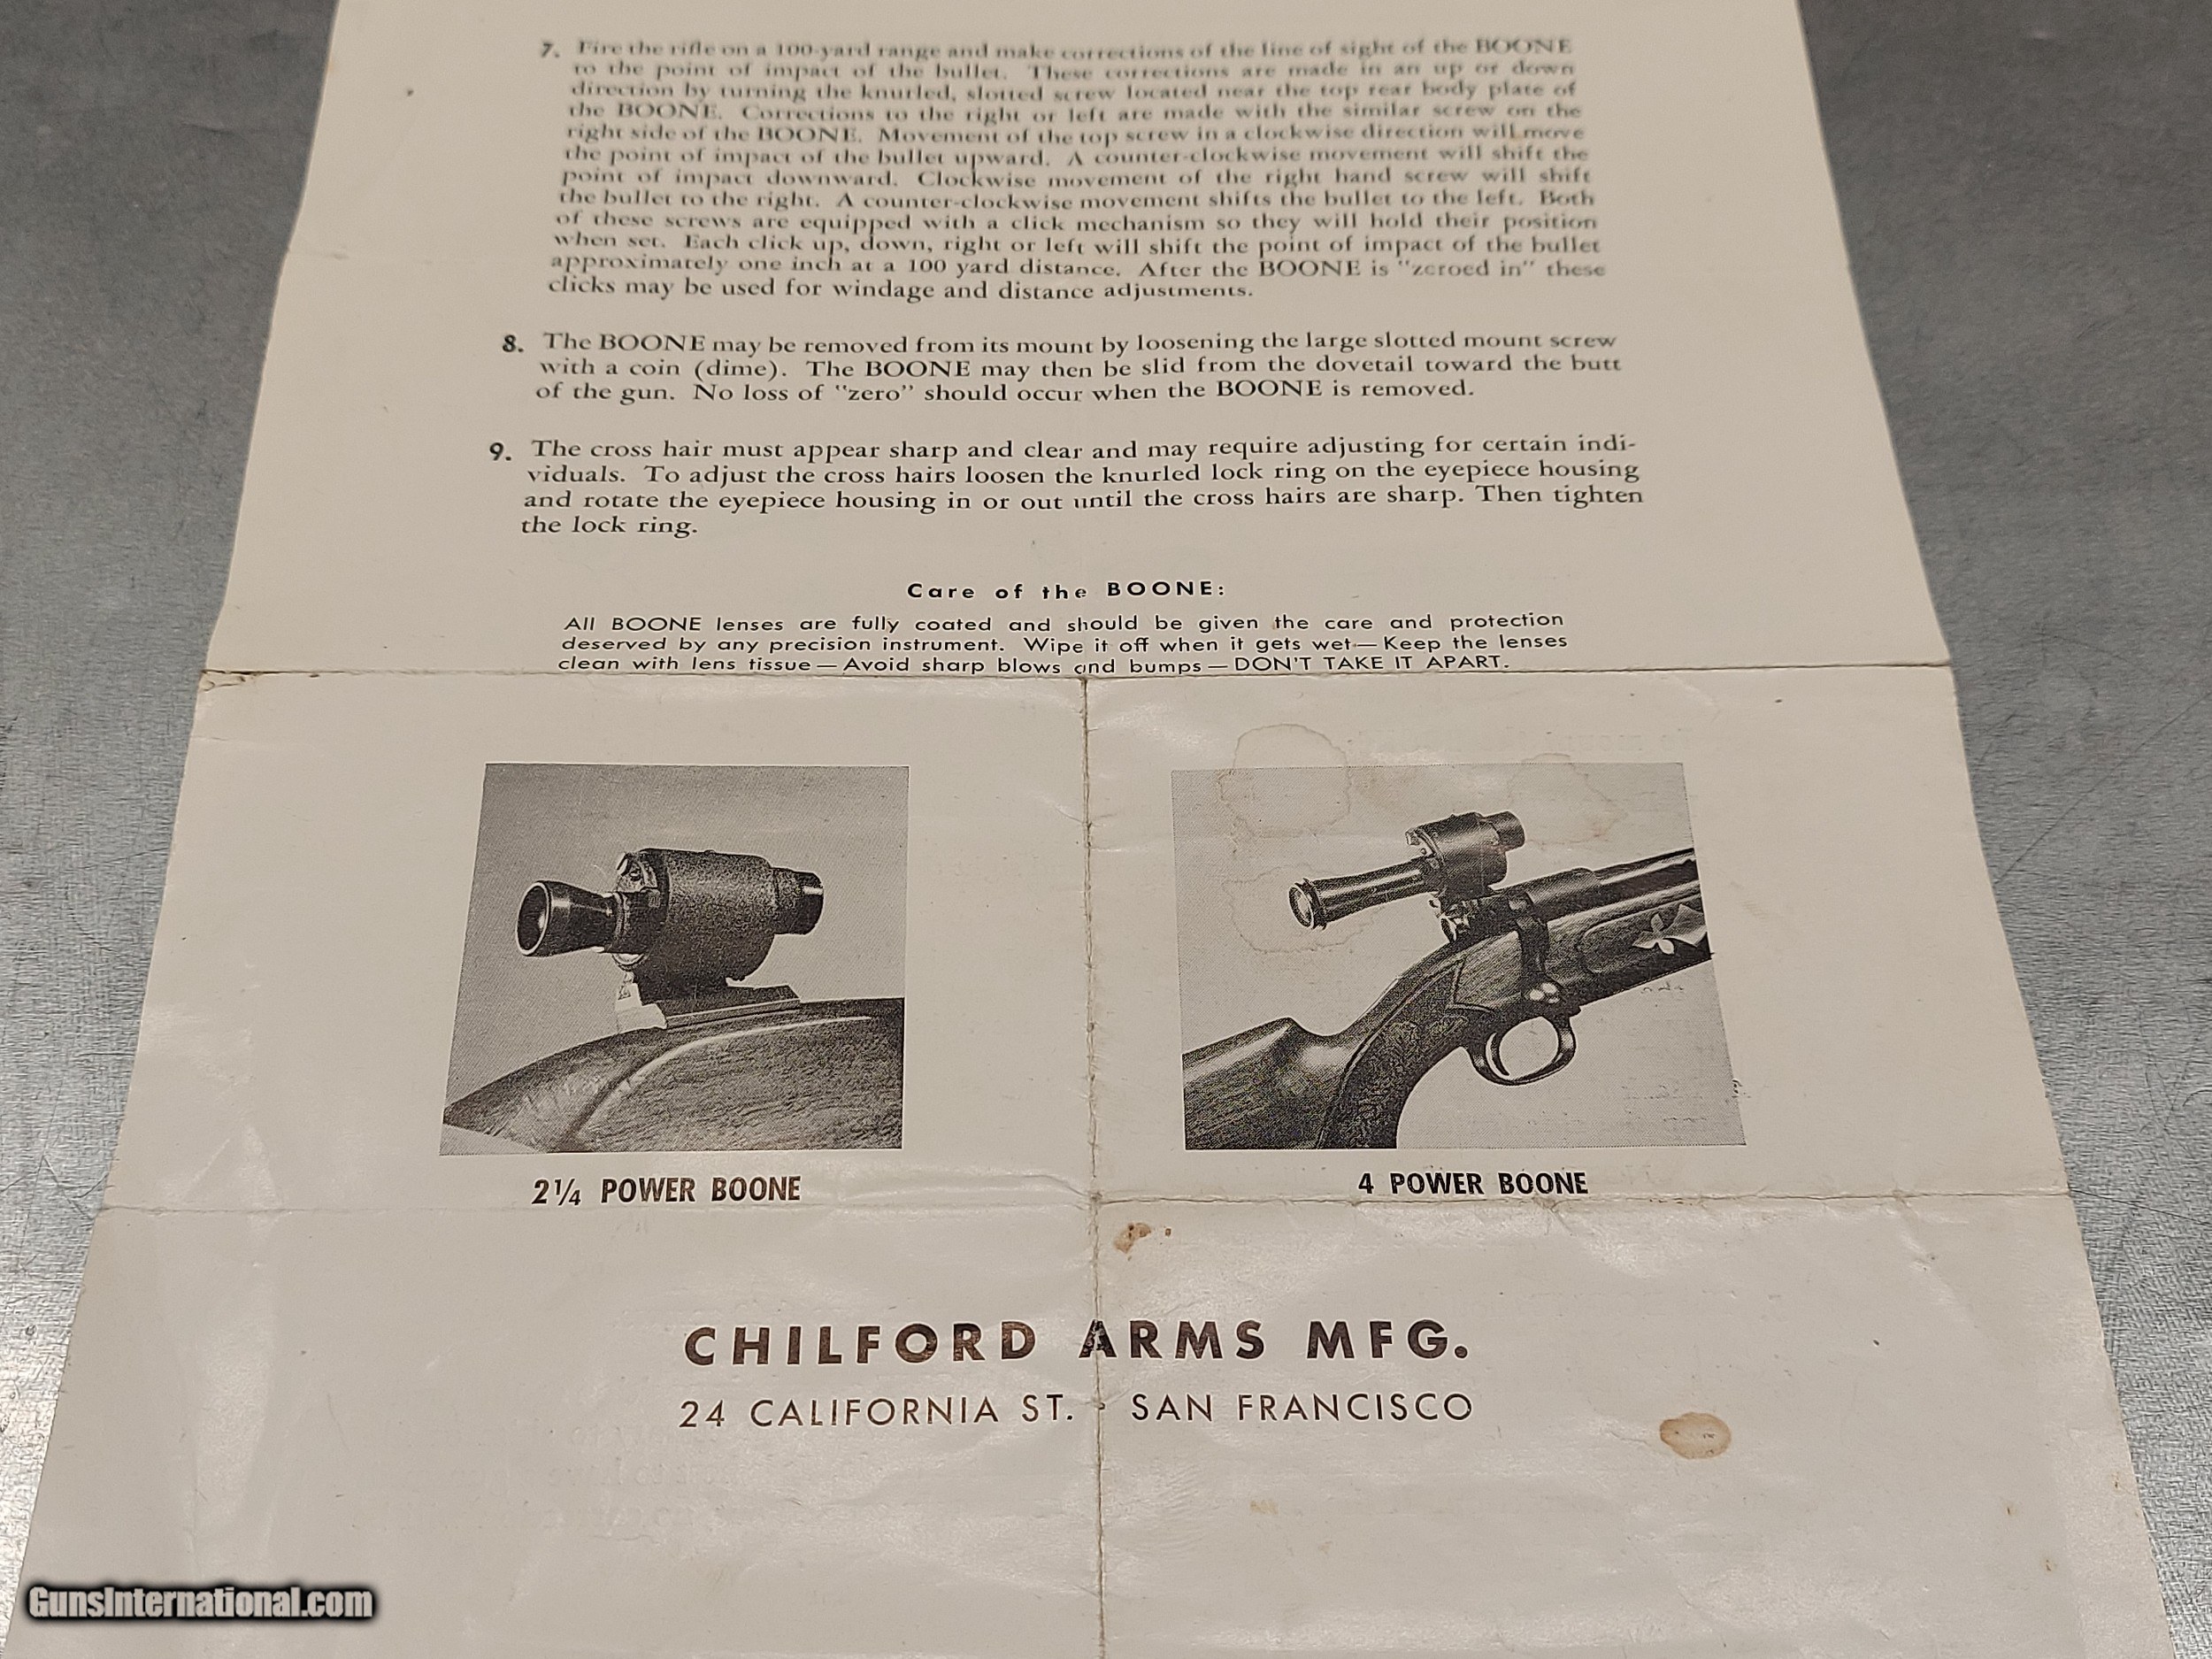 7. Fire the rifle on a 100-yard range and make corrections of the line of sight of the BOONE
to the point of impact of the bullet. These corrections are made in an up or down
direction by turning the knurled, slotted screw located near the top rear body plate of
the BOONE. Corrections to the right or left are made with the similar screw on the
right side of the BOONE. Movement of the top screw in a clockwise direction will move
the point of impact of the bullet upward. A counter-clockwise movement will shift the
point of impact downward. Clockwise movement of the right hand screw will shift
the bullet to the right. A counter-clockwise movement shifts the bullet to the left. Both
of these screws are equipped with a click mechanism so they will hold their position
when set. Each click up, down, right or left will shift the point of impact of the bullet
approximately one inch at a 100 yard distance. After the BOONE is "zeroed in" these
clicks may be used for windage and distance adjustments.
8. The BOONE may be removed from its mount by loosening the large slotted mount screw
with a coin (dime). The BOONE may then be slid from the dovetail toward the butt
of the gun. No loss of "zero" should occur when the BOONE is removed.
9. The cross hair must appear sharp and clear and may require adjusting for certain indi-
viduals. To adjust the cross hairs loosen the knurled lock ring on the eyepiece housing
and rotate the eyepiece housing in or out until the cross hairs are sharp. Then tighten
the lock ring.
Care of the BOONE:
All BOONE lenses are fully coated and should be given the care and protection
deserved by any precision instrument. Wipe it off when it gets wet—Keep the lenses
clean with lens tissue—Avoid sharp blows and bumps—DON'T TAKE IT APART.
2¼ POWER BOONE
4 POWER BOONE
CHILFORD ARMS MFG.
24 CALIFORNIA ST. · SAN FRANCISCO
GunsInternational.com